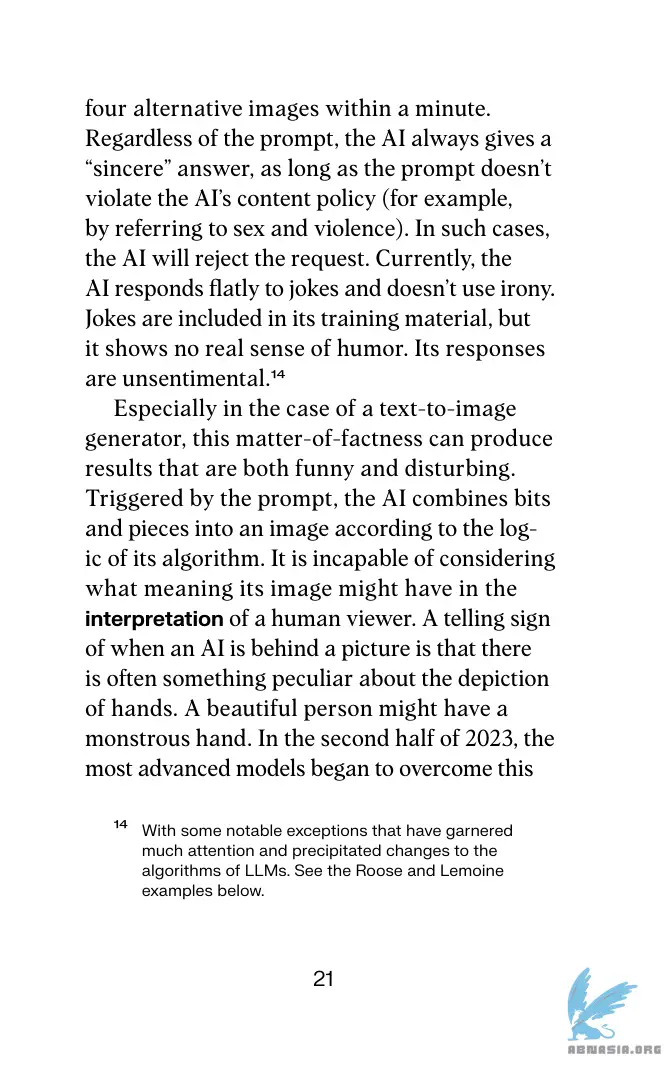 four alternative images within a minute.
Regardless of the prompt, the AI always gives a
“sincere” answer, as long as the prompt doesn’t
violate the AI’s content policy (for example,
by referring to sex and violence). In such cases,
the AI will reject the request. Currently, the
AI responds flatly to jokes and doesn’t use irony.
Jokes are included in its training material, but
it shows no real sense of humor. Its responses
are unsentimental.¹⁴
Especially in the case of a text-to-image
generator, this matter-of-factness can produce
results that are both funny and disturbing.
Triggered by the prompt, the AI combines bits
and pieces into an image according to the log-
ic of its algorithm. It is incapable of considering
what meaning its image might have in the
interpretation of a human viewer. A telling sign
of when an AI is behind a picture is that there
is often something peculiar about the depiction
of hands. A beautiful person might have a
monstrous hand. In the second half of 2023, the
most advanced models began to overcome this
¹⁴ With some notable exceptions that have garnered
much attention and precipitated changes to the
algorithms of LLMs. See the Roose and Lemoine
examples below.
21
ABNASIA.ORG